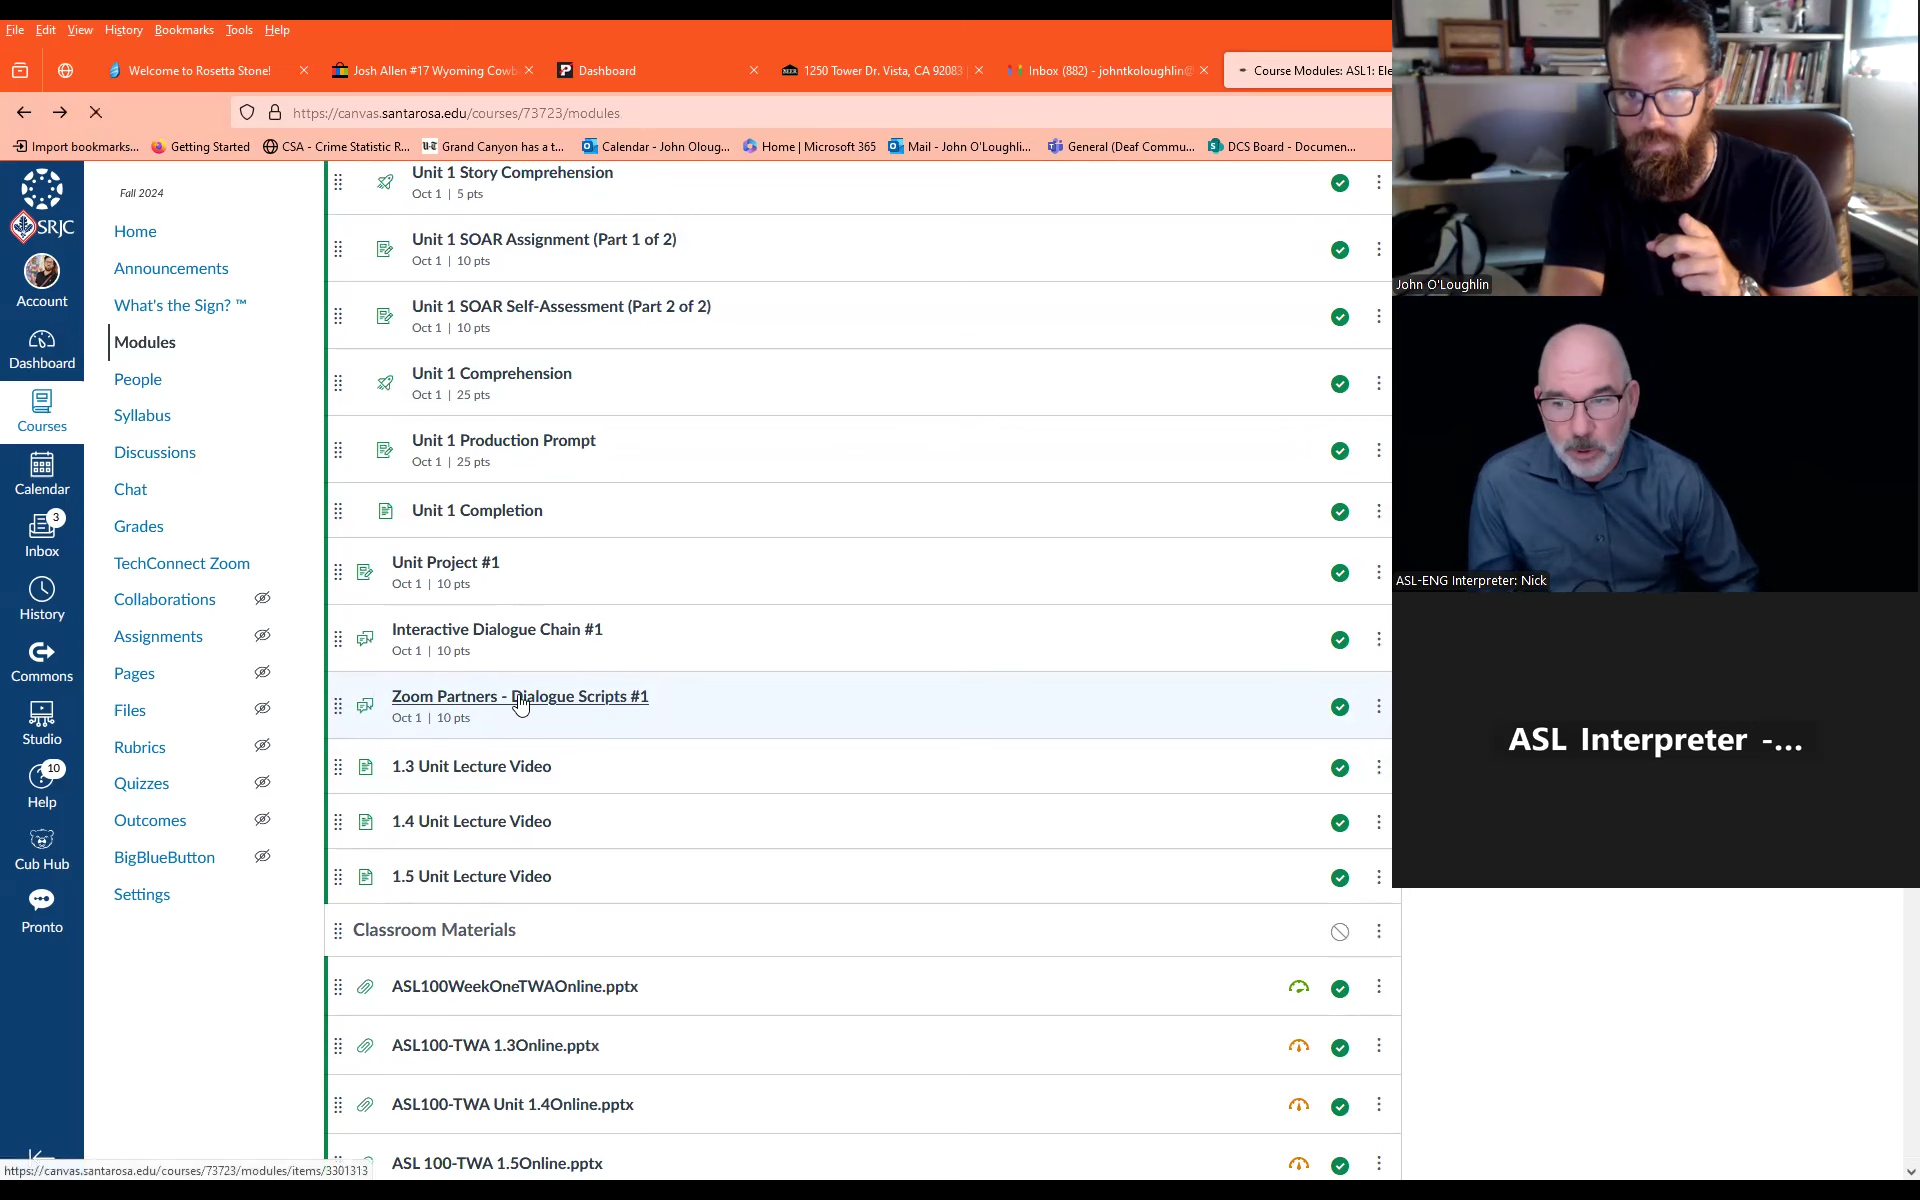 File Edit View History Bookmarks Tools Help
Welcome to Rosetta Stone!
Josh Allen #17 Wyoming Cowb
Dashboard
1250 Tower Dr. Vista, CA 92083
Inbox (882) - johntkoloughlin@
Course Modules: ASL1: Ele
https://canvas.santarosa.edu/courses/73723/modules
Import bookmarks...
Getting Started
CSA - Crime Statistic R...
Grand Canyon has a t...
Calendar - John Oloug...
Home | Microsoft 365
Mail - John O'Loughli...
General (Deaf Commu...
DCS Board - Documen...
SRJC
Account
Dashboard
Courses
Calendar
3
Inbox
History
Commons
Studio
10
Help
Cub Hub
Pronto
Fall 2024
Home
Announcements
What's the Sign? ™
Modules
People
Syllabus
Discussions
Chat
Grades
TechConnect Zoom
Collaborations
Assignments
Pages
Files
Rubrics
Quizzes
Outcomes
BigBlueButton
Settings
Unit 1 Story Comprehension
Oct 1 | 5 pts
Unit 1 SOAR Assignment (Part 1 of 2)
Oct 1 | 10 pts
Unit 1 SOAR Self-Assessment (Part 2 of 2)
Oct 1 | 10 pts
Unit 1 Comprehension
Oct 1 | 25 pts
Unit 1 Production Prompt
Oct 1 | 25 pts
Unit 1 Completion
Unit Project #1
Oct 1 | 10 pts
Interactive Dialogue Chain #1
Oct 1 | 10 pts
Zoom Partners - Dialogue Scripts #1
Oct 1 | 10 pts
1.3 Unit Lecture Video
1.4 Unit Lecture Video
1.5 Unit Lecture Video
Classroom Materials
ASL100WeekOneTWAOnline.pptx
ASL100-TWA 1.3Online.pptx
ASL100-TWA Unit 1.4Online.pptx
ASL 100-TWA 1.5Online.pptx
https://canvas.santarosa.edu/courses/73723/modules/items/3301313
John O'Loughlin
ASL-ENG Interpreter: Nick
ASL Interpreter -...